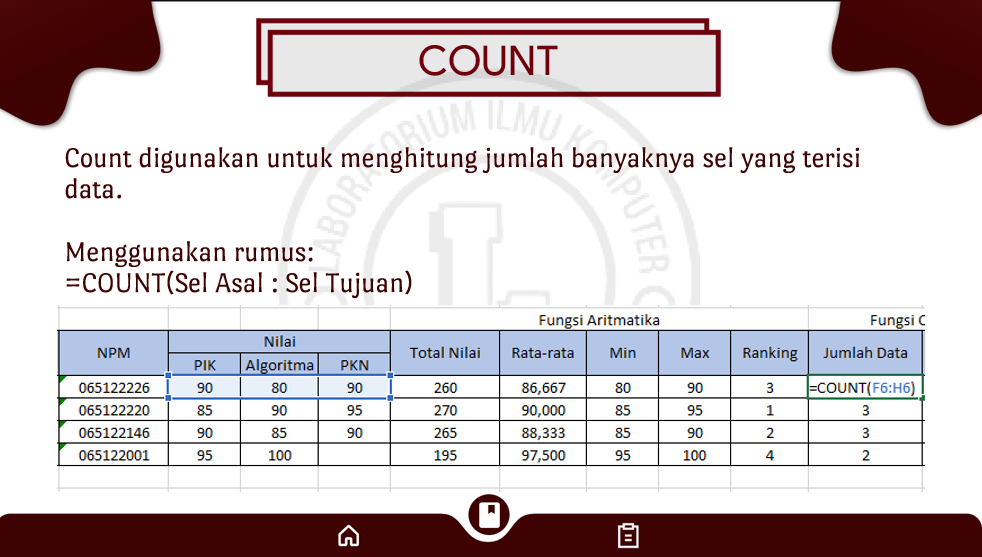 COUNT
LABORATORIUM ILMU KOMPUTER
Count digunakan untuk menghitung jumlah banyaknya sel yang terisi
data.
Menggunakan rumus:
=COUNT(Sel Asal : Sel Tujuan)
Fungsi Aritmatika Fungsi C
NPM Nilai Total Nilai Rata-rata Min Max Ranking Jumlah Data
PIK Algoritma PKN
065122226 90 80 90 260 86,667 80 90 3 =COUNT(F6:H6)
065122220 85 90 95 270 90,000 85 95 1 3
065122146 90 85 90 265 88,333 85 90 2 3
065122001 95 100 195 97,500 95 100 4 2